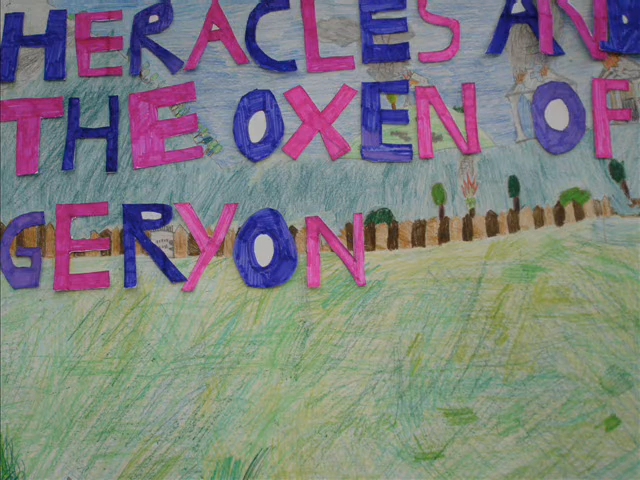 HERACLES AND
THE OXEN OF
GERYON